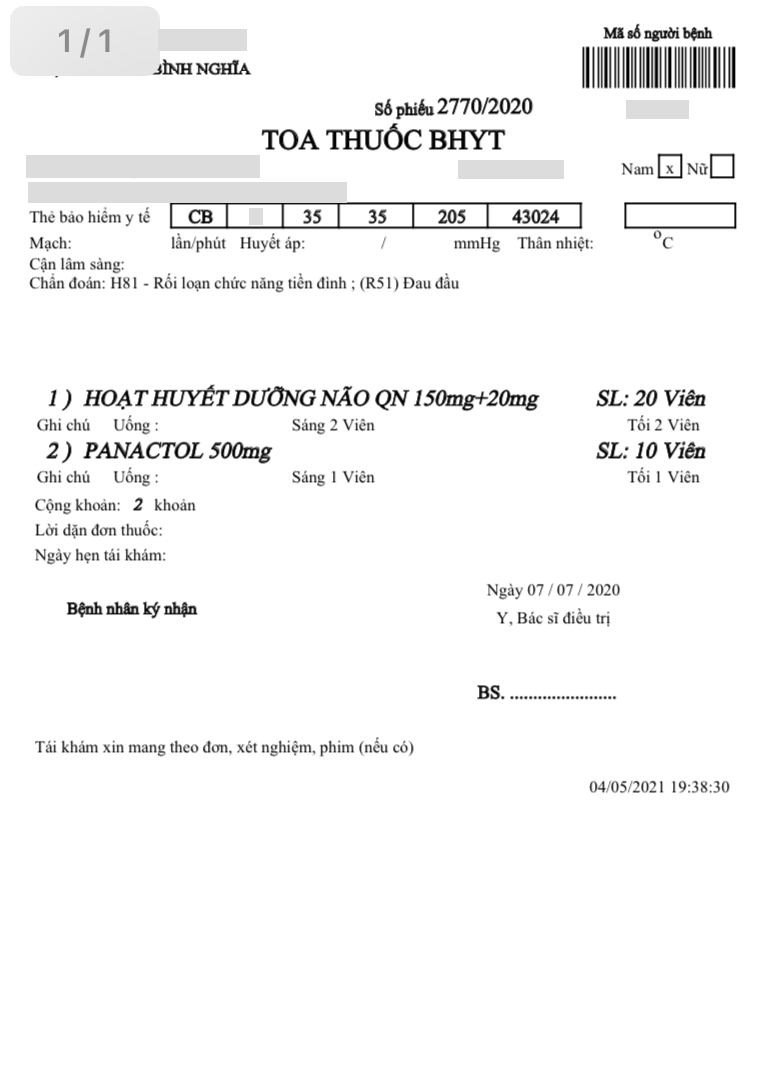 1/1
BÌNH NGHĨA
Mã số người bệnh
Số phiếu 2770/2020
TOA THUỐC BHYT
Nam x Nữ
Thẻ bảo hiểm y tế CB 35 35 205 43024
Mạch: lần/phút Huyết áp: / mmHg Thân nhiệt: °C
Cận lâm sàng:
Chẩn đoán: H81 - Rối loạn chức năng tiền đình ; (R51) Đau đầu
1 ) HOẠT HUYẾT DƯỠNG NÃO QN 150mg+20mg SL: 20 Viên
Ghi chú Uống : Sáng 2 Viên Tối 2 Viên
2 ) PANACTOL 500mg SL: 10 Viên
Ghi chú Uống : Sáng 1 Viên Tối 1 Viên
Cộng khoản: 2 khoản
Lời dặn đơn thuốc:
Ngày hẹn tái khám:
Ngày 07 / 07 / 2020
Bệnh nhân ký nhận
Y, Bác sĩ điều trị
BS. .......................
Tái khám xin mang theo đơn, xét nghiệm, phim (nếu có)
04/05/2021 19:38:30